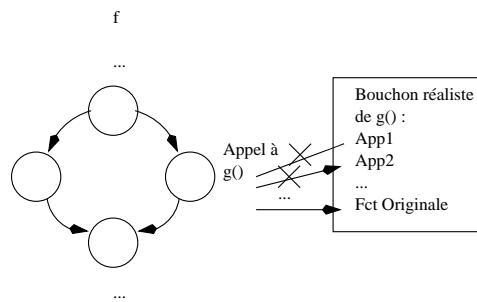 f
...
...
Appel à
g()
...
Bouchon réaliste
de g() :
App1
App2
...
Fct Originale